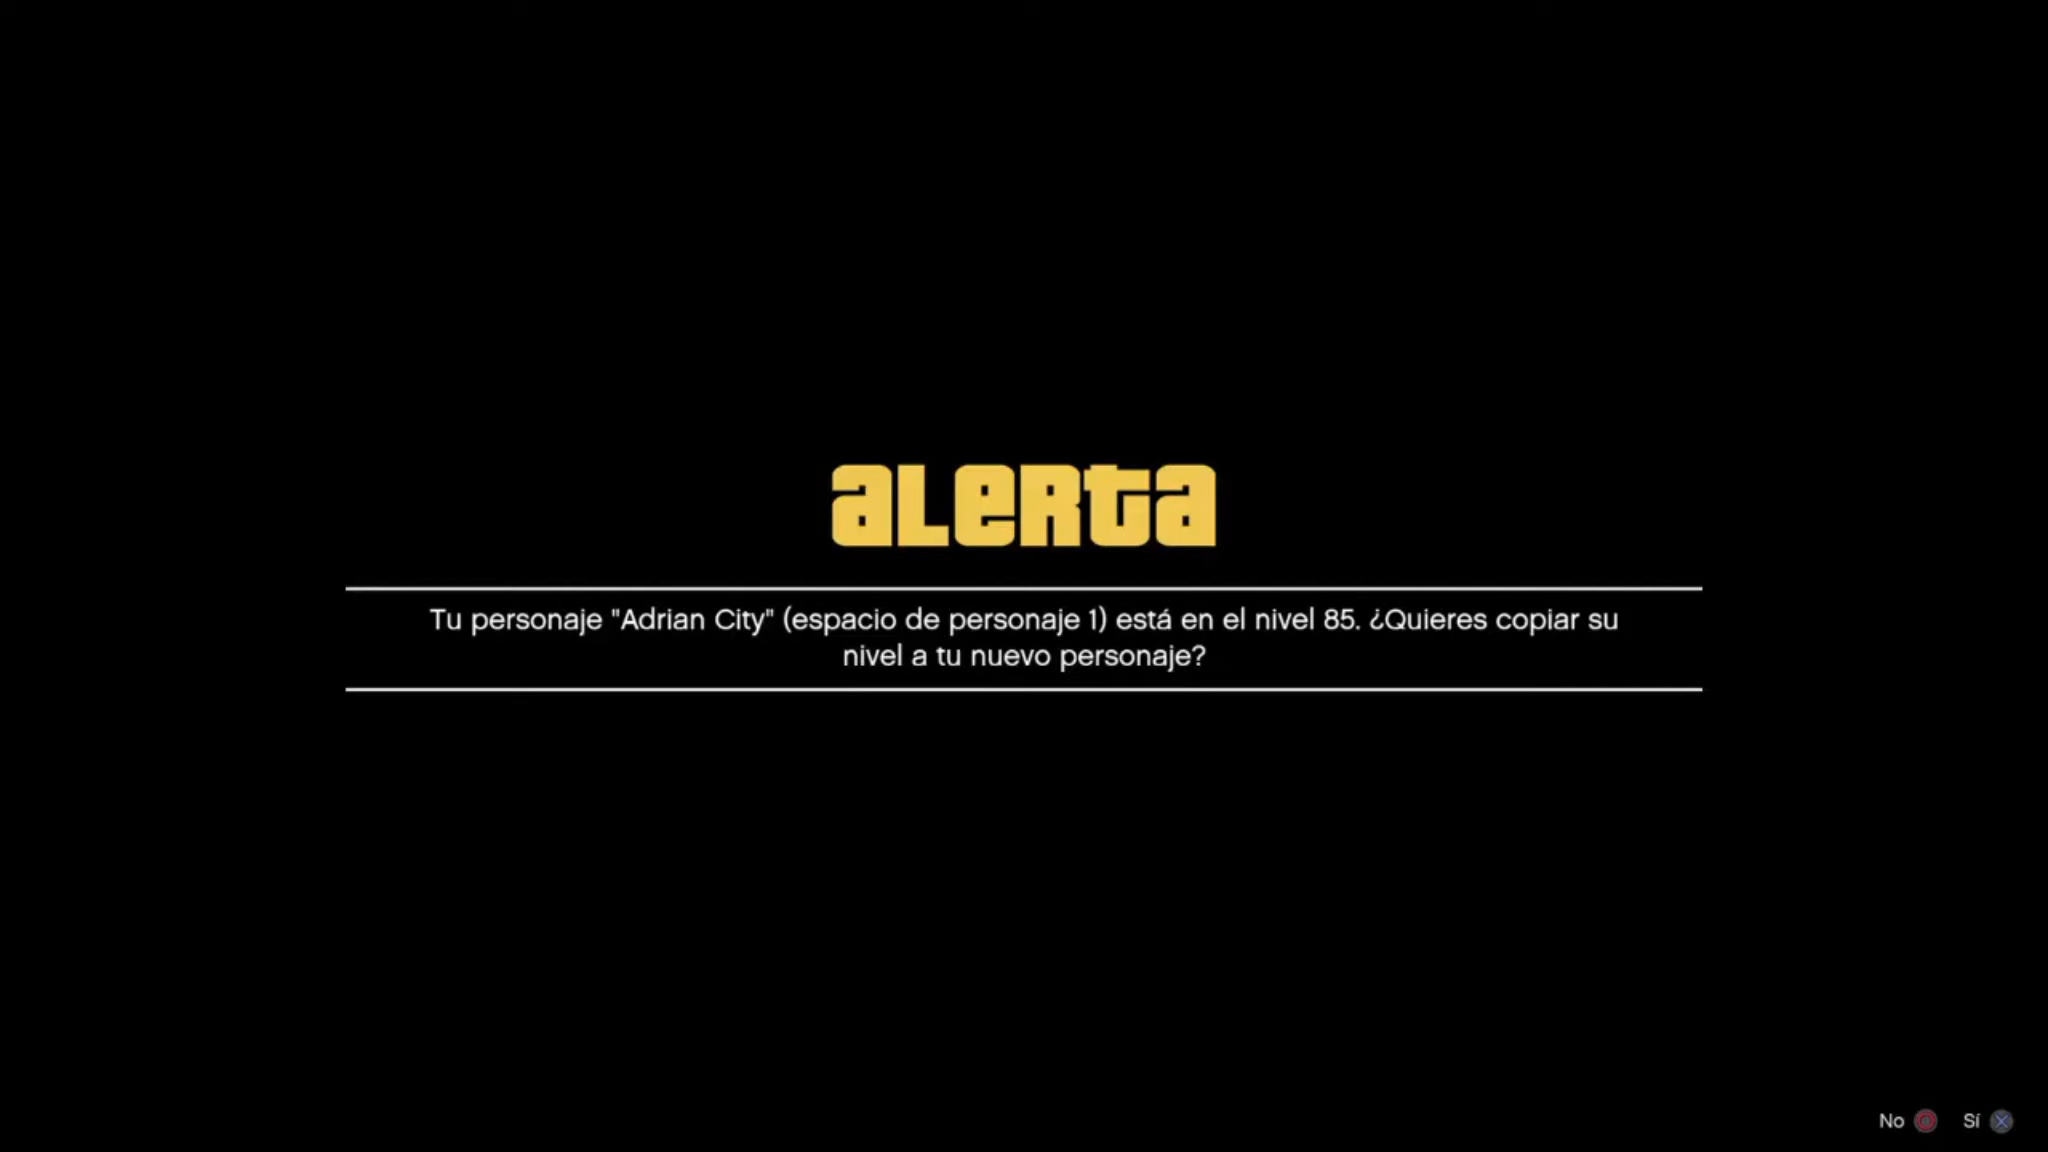 ALERTA
Tu personaje "Adrian City" (espacio de personaje 1) está en el nivel 85. ¿Quieres copiar su
nivel a tu nuevo personaje?
No Sí